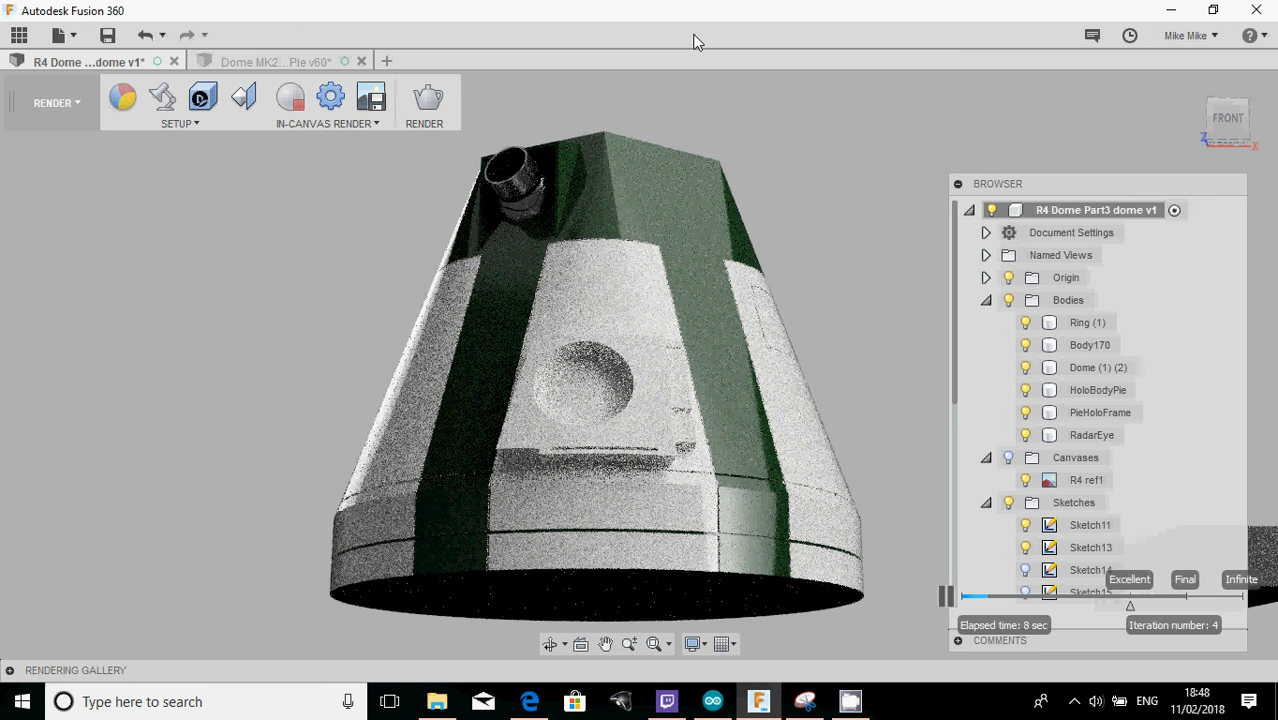 Autodesk Fusion 360
Mike Mike
R4 Dome ...dome v1*
Dome MK2...Pie v60*
RENDER
SETUP
IN-CANVAS RENDER
RENDER
FRONT
Z
X
BROWSER
R4 Dome Part3 dome v1
Document Settings
Named Views
Origin
Bodies
Ring (1)
Body170
Dome (1) (2)
HoloBodyPie
PieHoloFrame
RadarEye
Canvases
R4 ref1
Sketches
Sketch11
Sketch13
Sketch14
Sketch15
Excellent
Final
Infinite
Elapsed time: 8 sec
Iteration number: 4
COMMENTS
RENDERING GALLERY
Type here to search
ENG
18:48
11/02/2018